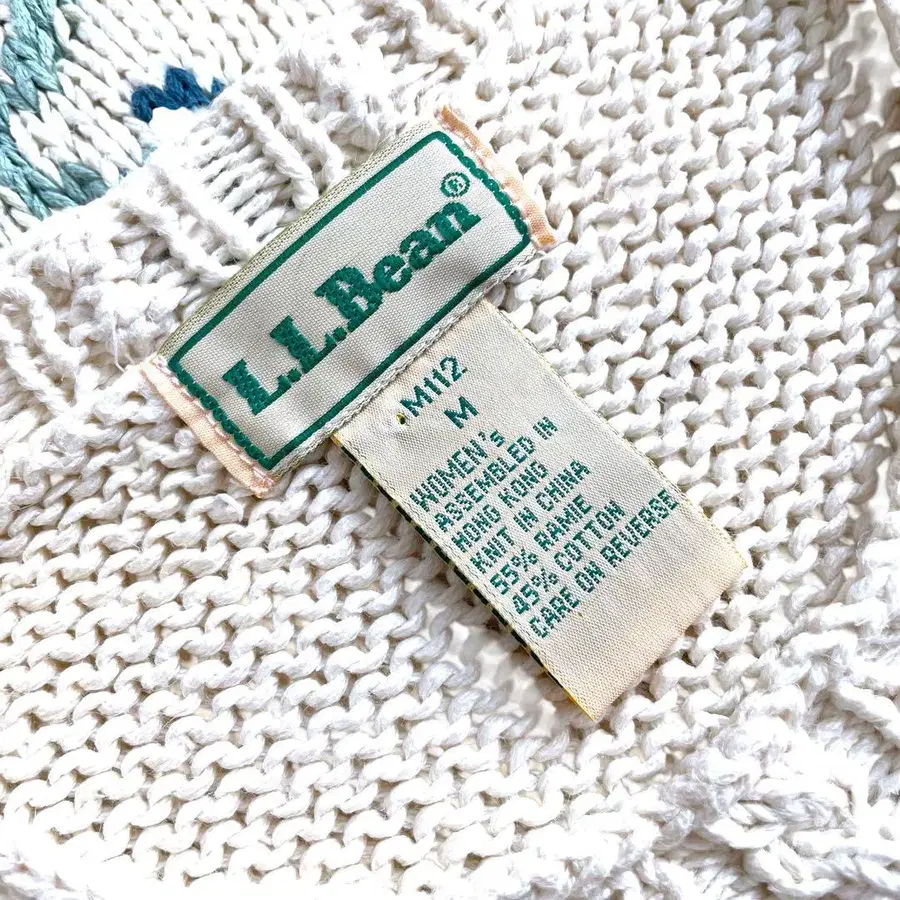 L.L.Bean®
M112
M
WOMEN's
ASSEMBLED IN
HONG KONG
KNIT IN CHINA
55% RAMIE
45% COTTON
CARE ON REVERSE